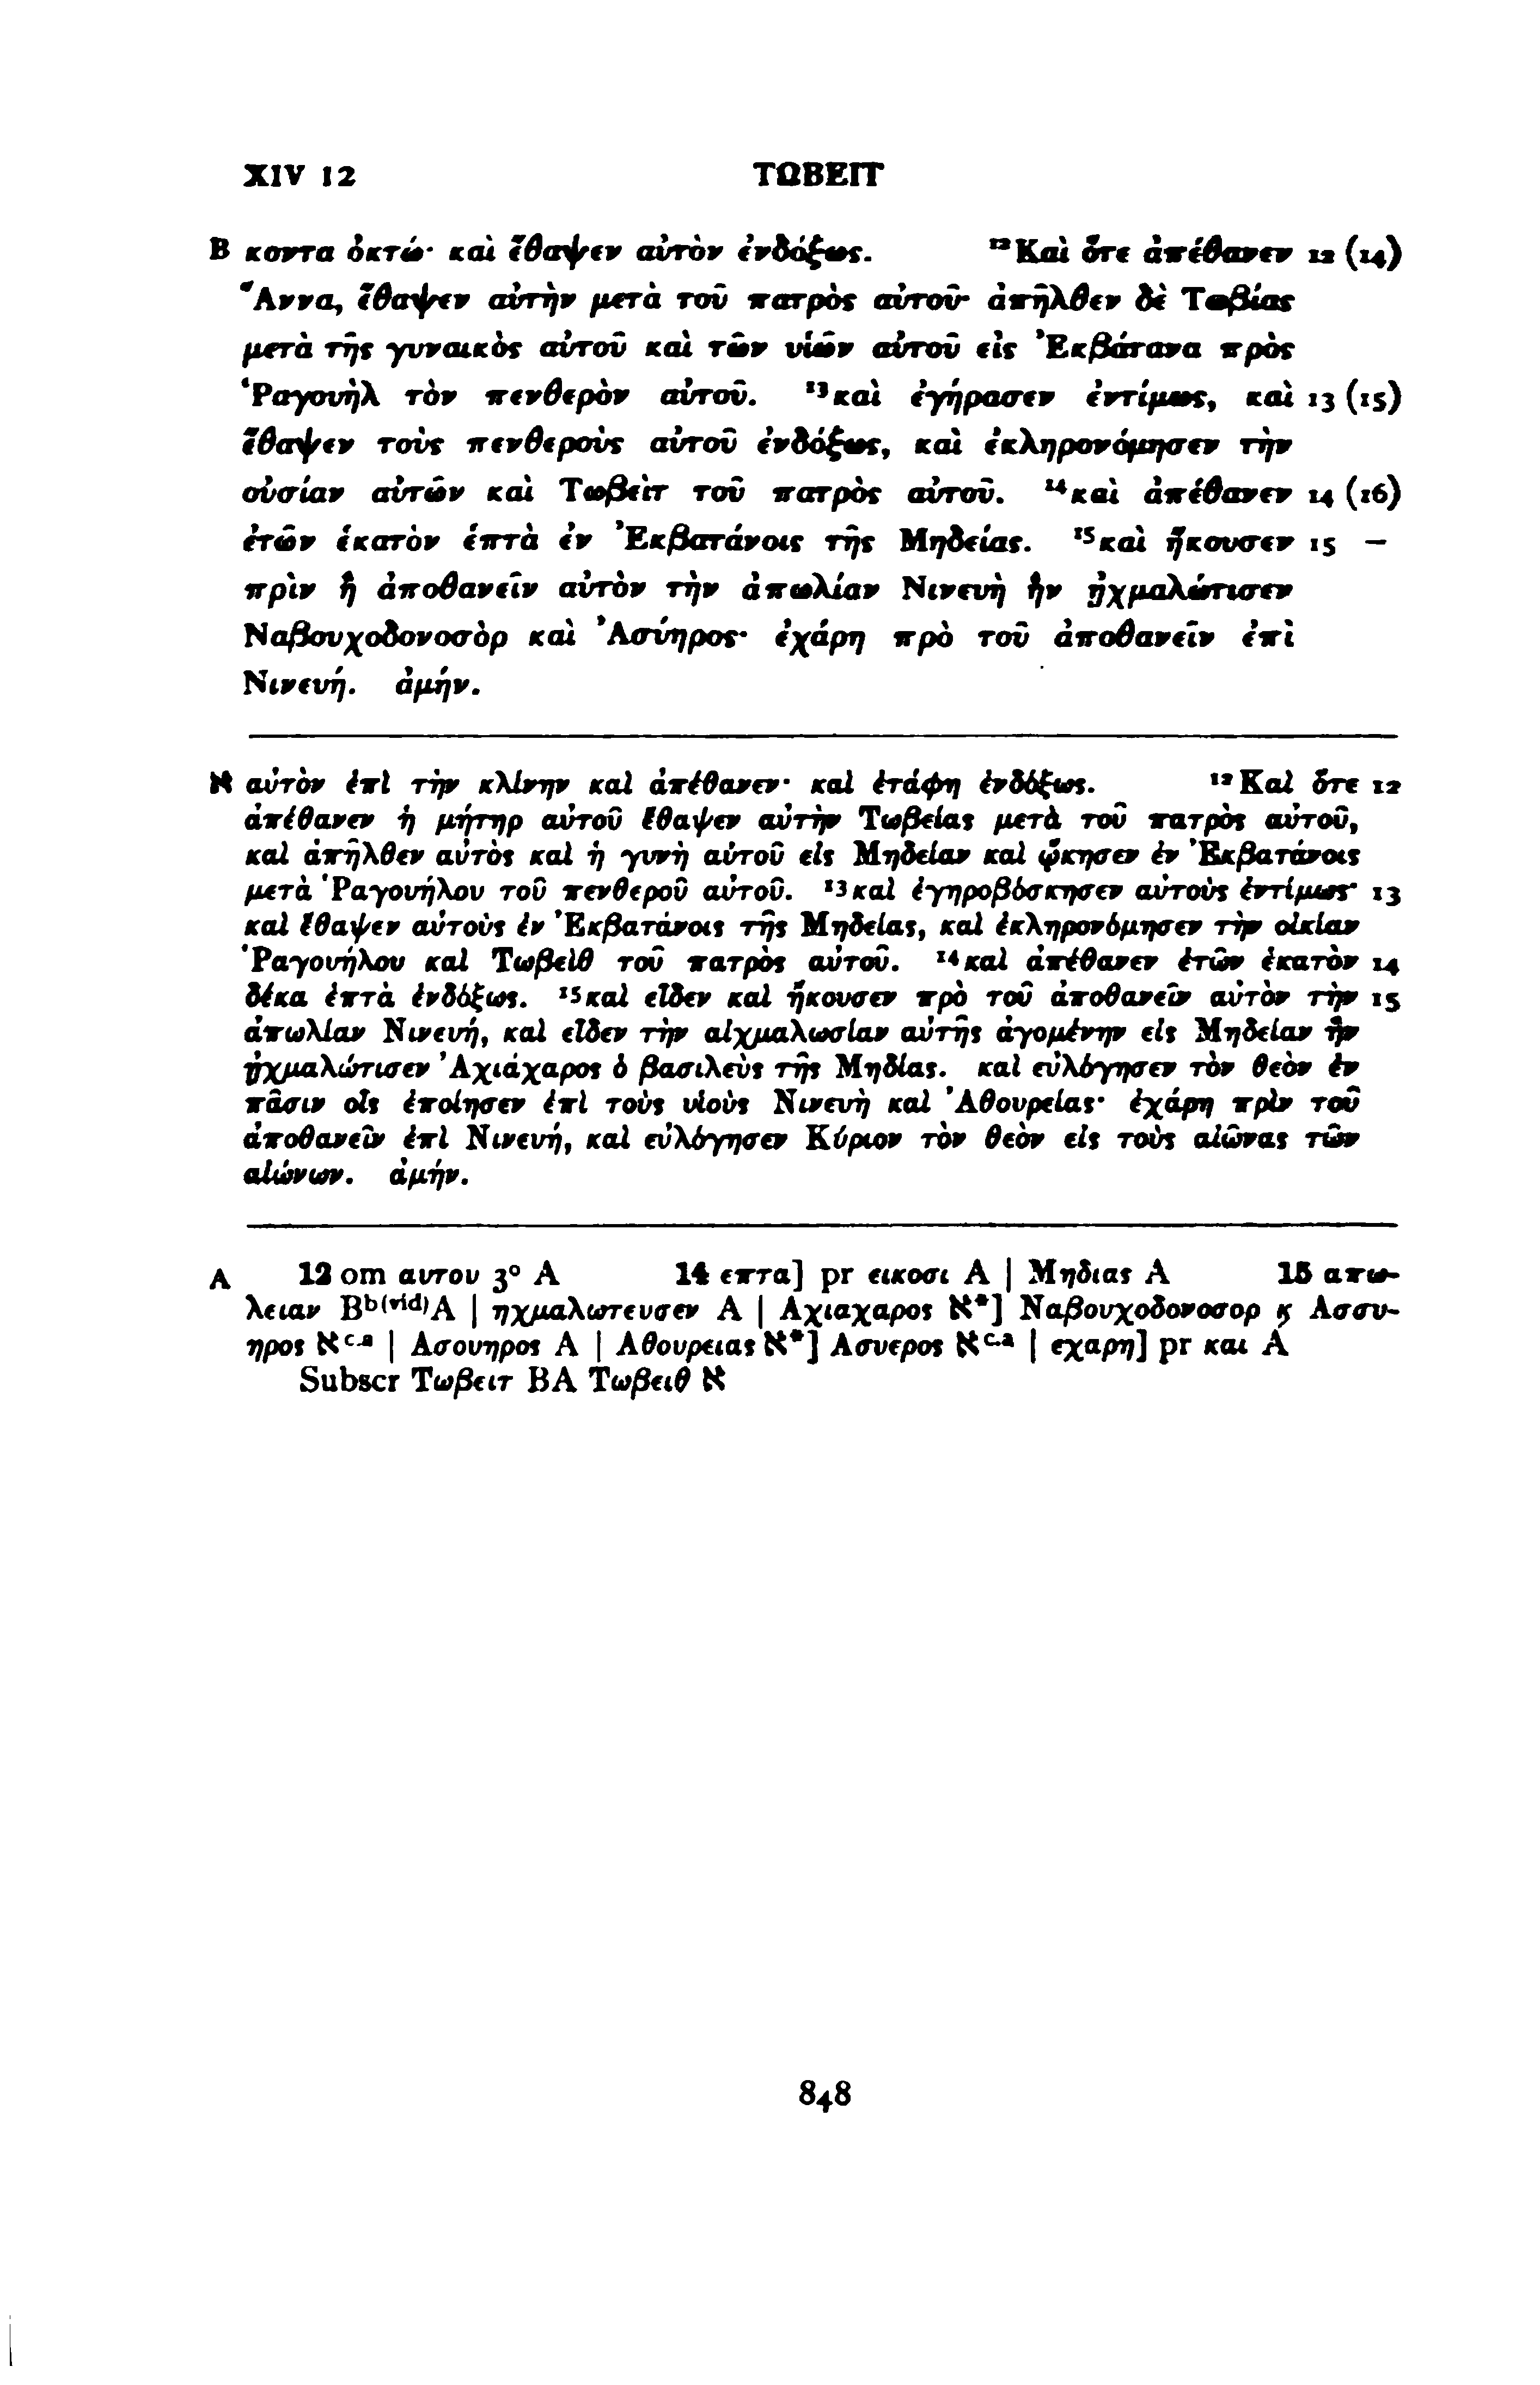 XIV 12 ΤΩΒΕΙΤ
B κοντα ὀκτώ· καὶ ἔθαψεν αὐτὸν ἐνδόξως. ¹²Καὶ ὅτε ἀπέθανεν 12 (14)
Ἄννα, ἔθαψεν αὐτὴν μετὰ τοῦ πατρὸς αὐτοῦ· ἀπῆλθεν δὲ Τωβίας
μετὰ τῆς γυναικὸς αὐτοῦ καὶ τῶν υἱῶν αὐτοῦ εἰς Ἐκβάτανα πρὸς
Ῥαγουὴλ τὸν πενθερὸν αὐτοῦ. ¹³καὶ ἐγήρασεν ἐντίμως, καὶ 13 (15)
ἔθαψεν τοὺς πενθεροὺς αὐτοῦ ἐνδόξως, καὶ ἐκληρονόμησεν τὴν
οὐσίαν αὐτῶν καὶ Τωβεὶτ τοῦ πατρὸς αὐτοῦ. ¹⁴καὶ ἀπέθανεν 14 (16)
ἐτῶν ἑκατὸν ἑπτὰ ἐν Ἐκβατάνοις τῆς Μηδείας. ¹⁵καὶ ἤκουσεν 15 –
πρὶν ἢ ἀποθανεῖν αὐτὸν τὴν ἀπωλίαν Νινευὴ ἣν ᾐχμαλώτισεν
Ναβουχοδονοσὸρ καὶ Ἀσύηρος· ἐχάρη πρὸ τοῦ ἀποθανεῖν ἐπὶ
Νινευή. ἀμήν.
א αὐτὸν ἐπὶ τὴν κλίνην καὶ ἀπέθανεν· καὶ ἐτάφη ἐνδόξως. ¹²Καὶ ὅτε 12
ἀπέθανεν ἡ μήτηρ αὐτοῦ ἔθαψεν αὐτὴν Τωβείας μετὰ τοῦ πατρὸς αὐτοῦ,
καὶ ἀπῆλθεν αὐτὸς καὶ ἡ γυνὴ αὐτοῦ εἰς Μηδείαν καὶ ᾤκησεν ἐν Ἐκβατάνοις
μετὰ Ῥαγουήλου τοῦ πενθεροῦ αὐτοῦ. ¹³καὶ ἐγηροβόσκησεν αὐτοὺς ἐντίμως· 13
καὶ ἔθαψεν αὐτοὺς ἐν Ἐκβατάνοις τῆς Μηδείας, καὶ ἐκληρονόμησεν τὴν οἰκίαν
Ῥαγουήλου καὶ Τωβεὶθ τοῦ πατρὸς αὐτοῦ. ¹⁴καὶ ἀπέθανεν ἐτῶν ἑκατὸν 14
δέκα ἑπτὰ ἐνδόξως. ¹⁵καὶ εἶδεν καὶ ἤκουσεν πρὸ τοῦ ἀποθανεῖν αὐτὸν τὴν 15
ἀπωλίαν Νινευή, καὶ εἶδεν τὴν αἰχμαλωσίαν αὐτῆς ἀγομένην εἰς Μηδείαν ἣν
ᾐχμαλώτισεν Ἀχιάχαρος ὁ βασιλεὺς τῆς Μηδίας. καὶ εὐλόγησεν τὸν θεὸν ἐν
πᾶσιν οἷς ἐποίησεν ἐπὶ τοὺς υἱοὺς Νινευὴ καὶ Ἀθουρείας· ἐχάρη πρὶν τοῦ
ἀποθανεῖν ἐπὶ Νινευή, καὶ εὐλόγησεν Κύριον τὸν θεὸν εἰς τοὺς αἰῶνας τῶν
αἰώνων. ἀμήν.
A 12 om αυτου 3° A 14 επτα] pr εικοσι A | Μηδιας A 15 απω-
λειαν Bᵇ⁽ᵛⁱᵈ⁾A | ηχμαλωτευσεν A | Αχιαχαρος א*] Ναβουχοδονοσορ ϗ Ασσυ-
ηρος אᶜ·ᵃ | Ασουηρος A | Αθουρειας א*] Ασυερος אᶜ·ᵃ | εχαρη] pr και A
Subscr Τωβειτ BA Τωβειθ א
848